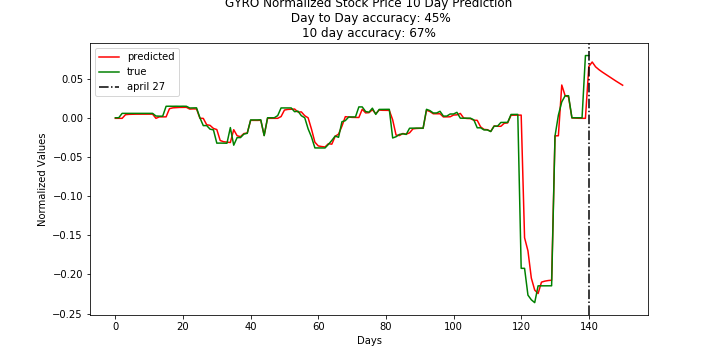 GYRO Normalized Stock Price 10 Day Prediction
Day to Day accuracy: 45%
10 day accuracy: 67%
predicted
true
april 27
Normalized Values
0.05
0.00
−0.05
−0.10
−0.15
−0.20
−0.25
0 20 40 60 80 100 120 140
Days